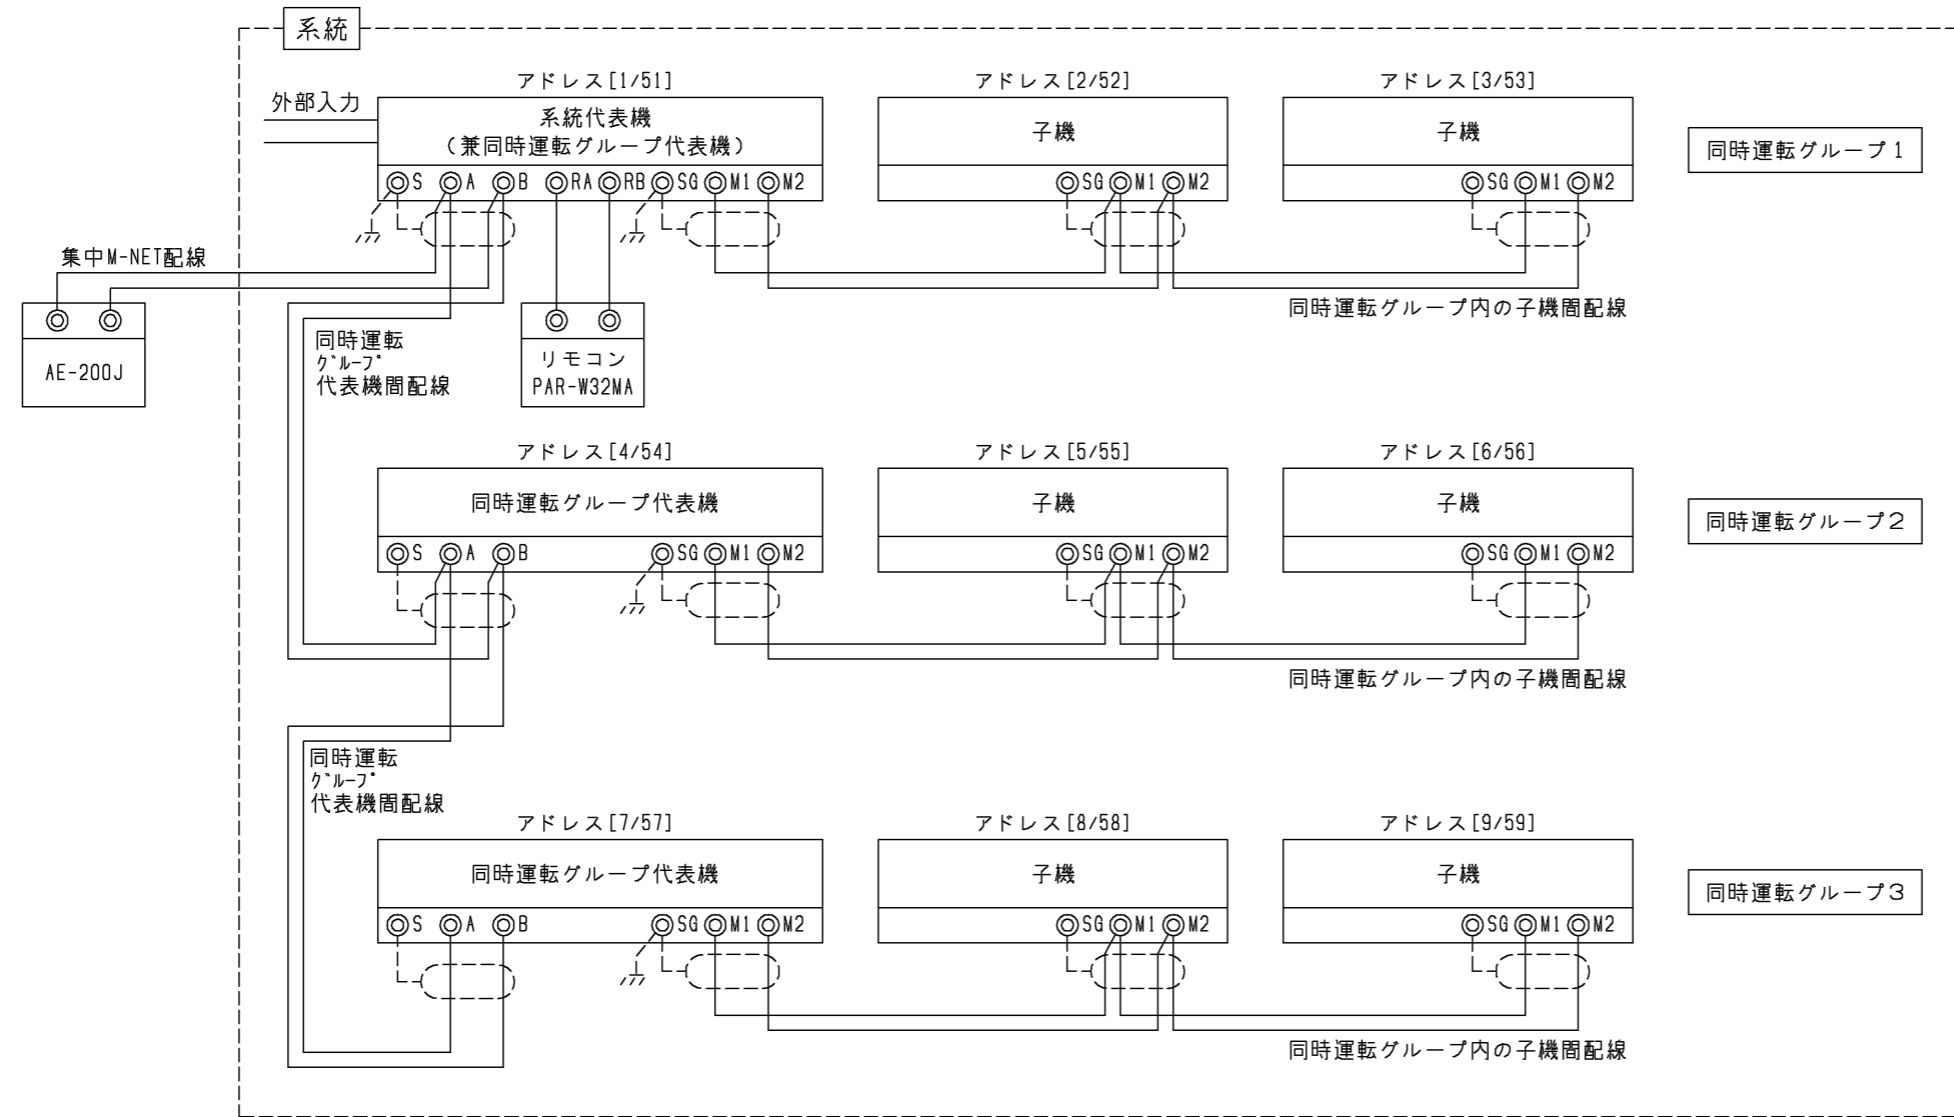 系統
アドレス[1/51]
アドレス[2/52]
アドレス[3/53]
外部入力
系統代表機
（兼同時運転グループ代表機）
子機
子機
同時運転グループ１
S A B RA RB SG M1 M2
SG M1 M2
SG M1 M2
集中M-NET配線
同時運転グループ内の子機間配線
AE-200J
同時運転
ｸﾞﾙｰﾌﾟ
代表機間配線
リモコン
PAR-W32MA
アドレス[4/54]
アドレス[5/55]
アドレス[6/56]
同時運転グループ代表機
子機
子機
同時運転グループ２
S A B SG M1 M2
SG M1 M2
SG M1 M2
同時運転グループ内の子機間配線
同時運転
ｸﾞﾙｰﾌﾟ
代表機間配線
アドレス[7/57]
アドレス[8/58]
アドレス[9/59]
同時運転グループ代表機
子機
子機
同時運転グループ３
S A B SG M1 M2
SG M1 M2
SG M1 M2
同時運転グループ内の子機間配線